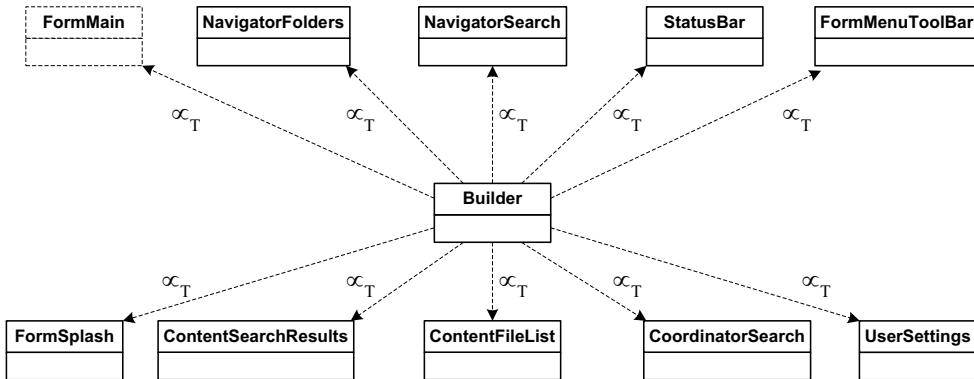 FormMain NavigatorFolders NavigatorSearch StatusBar FormMenuToolBar
∝T ∝T ∝T ∝T ∝T
Builder
∝T ∝T ∝T ∝T ∝T
FormSplash ContentSearchResults ContentFileList CoordinatorSearch UserSettings